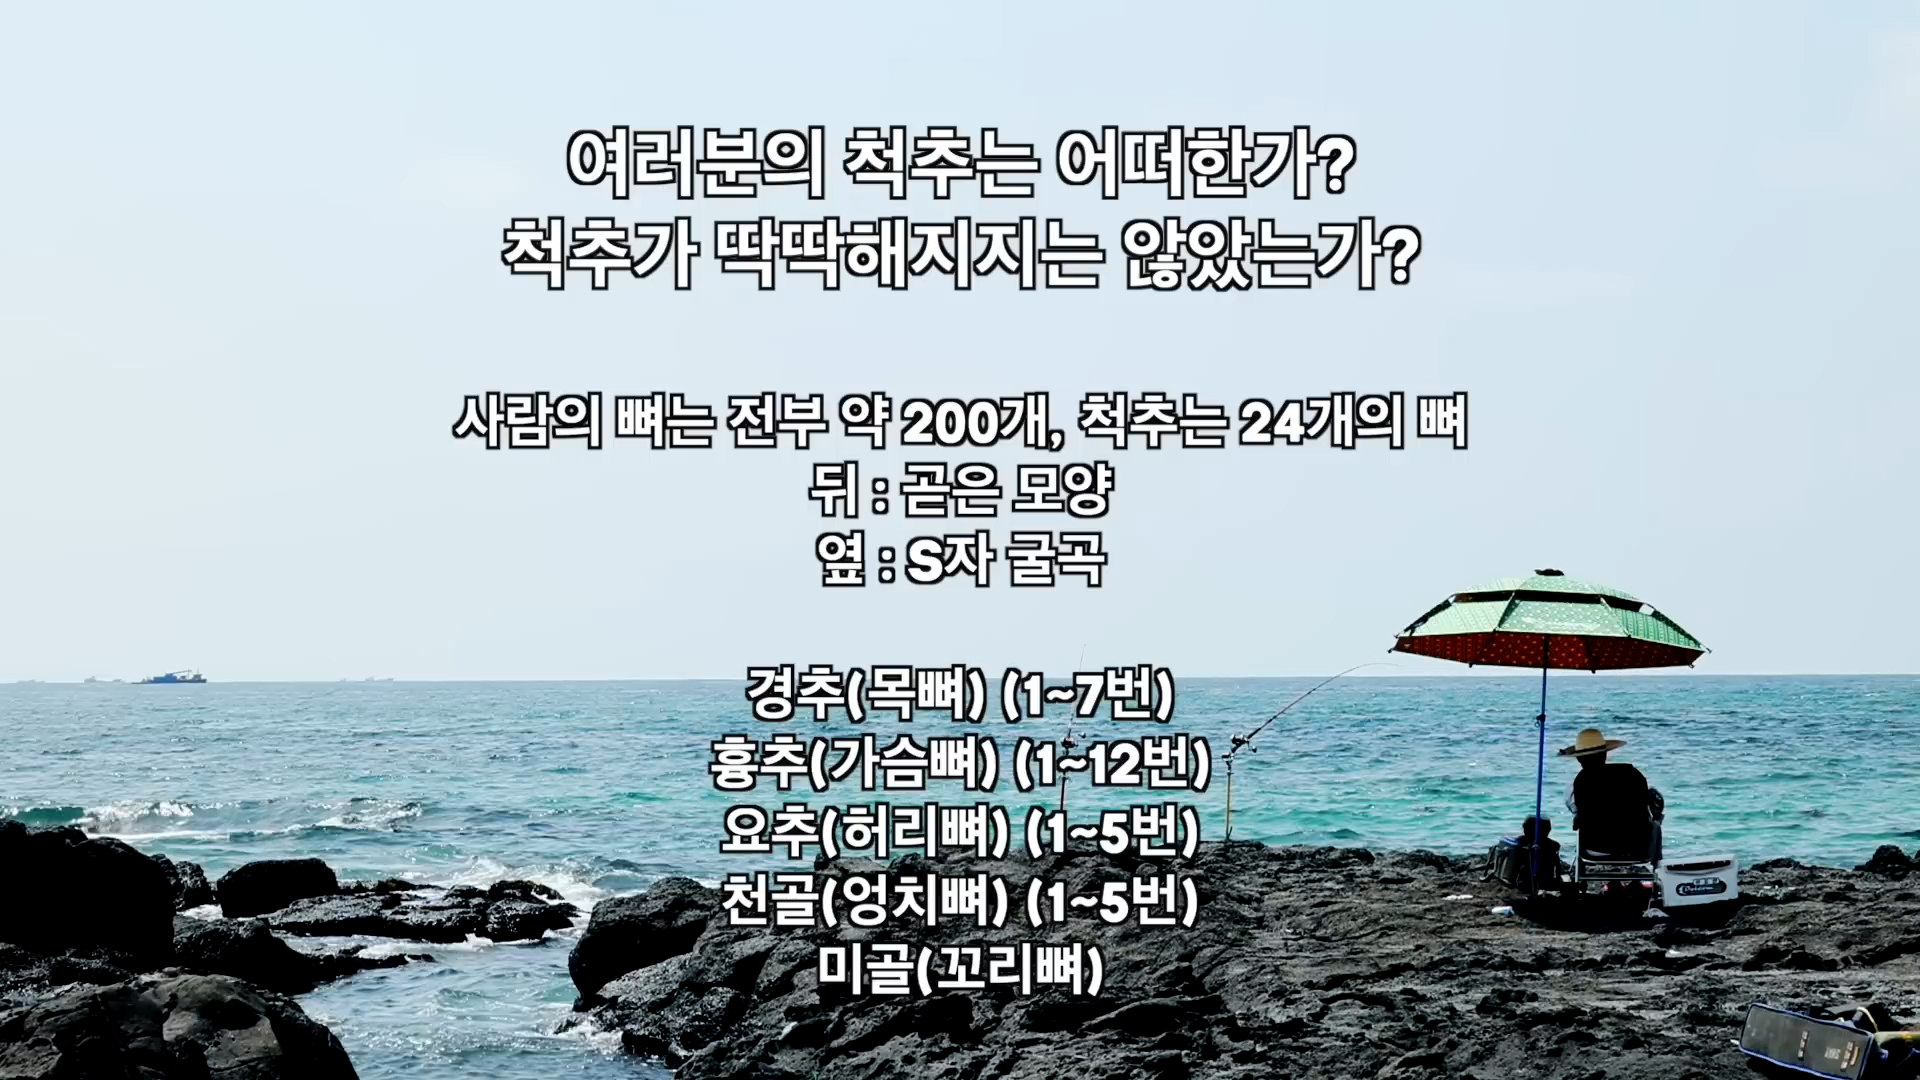 여러분의 척추는 어떠한가?
척추가 딱딱해지지는 않았는가?
사람의 뼈는 전부 약 200개, 척추는 24개의 뼈
뒤 : 곧은 모양
옆 : S자 굴곡
경추(목뼈) (1~7번)
흉추(가슴뼈) (1~12번)
요추(허리뼈) (1~5번)
천골(엉치뼈) (1~5번)
미골(꼬리뼈)